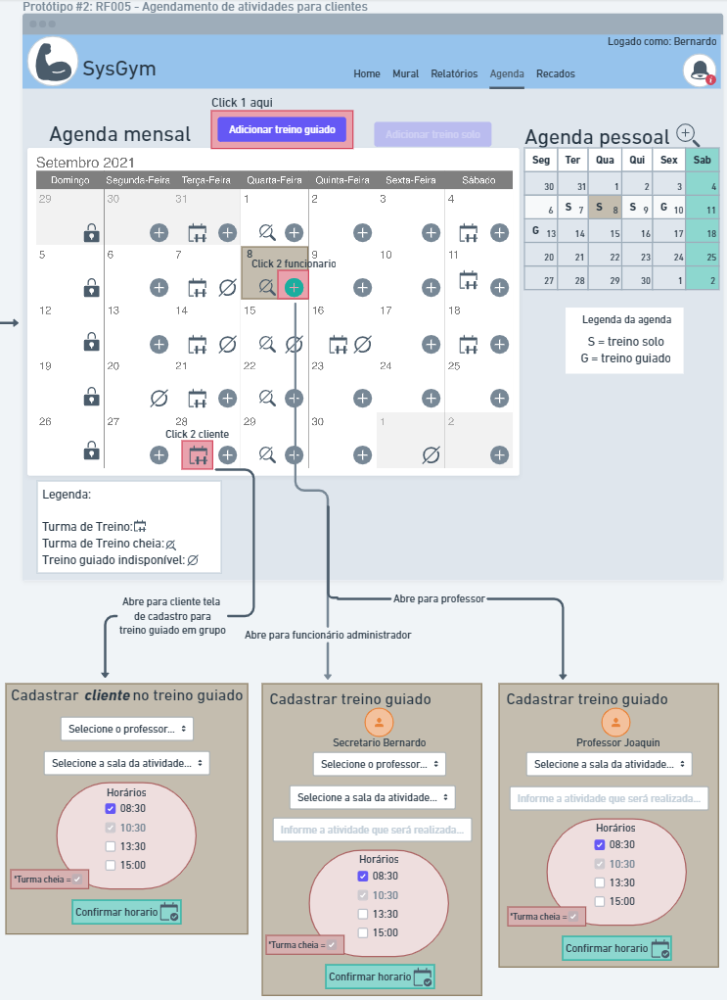 Protótipo #2: RF005 - Agendamento de atividades para clientes
Logado como: Bernardo
SysGym
Home Mural Relatórios Agenda Recados
Click 1 aqui
Agenda mensal
Adicionar treino guiado
Adicionar treino solo
Setembro 2021
Domingo Segunda-Feira Terça-Feira Quarta-Feira Quinta-Feira Sexta-Feira Sábado
29 30 31 1 2 3 4
5 6 7 8 9 10 11
Click 2 funcionario
12 13 14 15 16 17 18
19 20 21 22 23 24 25
26 27 28 29 30 1 2
Click 2 cliente
Agenda pessoal
Seg Ter Qua Qui Sex Sab
30 31 1 2 3 4
6 S 7 S 8 S 9 G 10 11
G 13 14 15 16 17 18
20 21 22 23 24 25
27 28 29 30 1 2
Legenda da agenda
S = treino solo
G = treino guiado
Legenda:
Turma de Treino:
Turma de Treino cheia:
Treino guiado indisponível:
Abre para cliente tela
de cadastro para
treino guiado em grupo
Abre para funcionário administrador
Abre para professor
Cadastrar cliente no treino guiado
Selecione o professor...
Selecione a sala da atividade...
Horários
08:30
10:30
13:30
15:00
*Turma cheia =
Confirmar horario
Cadastrar treino guiado
Secretario Bernardo
Selecione o professor...
Selecione a sala da atividade...
Informe a atividade que será realizada...
Horários
08:30
10:30
13:30
15:00
*Turma cheia =
Confirmar horario
Cadastrar treino guiado
Professor Joaquin
Selecione a sala da atividade...
Informe a atividade que será realizada...
Horários
08:30
10:30
13:30
15:00
*Turma cheia =
Confirmar horario